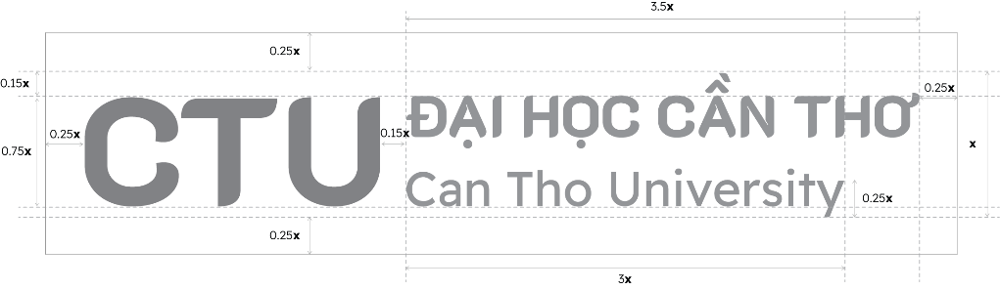 3.5x
0.25x
0.15x
0.25x
0.25x
0.15x
CTU
ĐẠI HỌC CẦN THƠ
0.75x
x
Can Tho University
0.25x
0.25x
3x